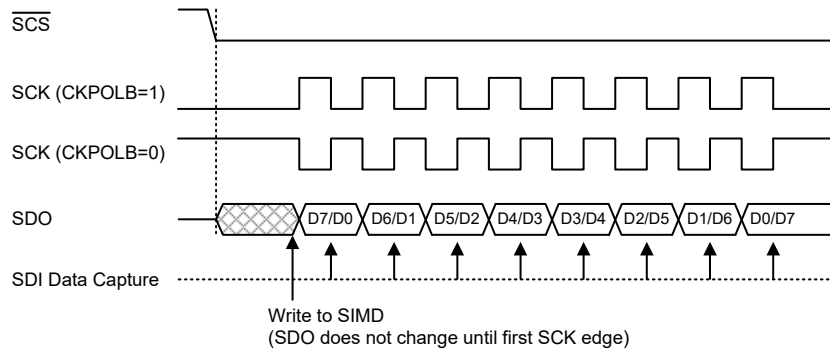 SCS
SCK (CKPOLB=1)
SCK (CKPOLB=0)
SDO
D7/D0 D6/D1 D5/D2 D4/D3 D3/D4 D2/D5 D1/D6 D0/D7
SDI Data Capture
Write to SIMD
(SDO does not change until first SCK edge)